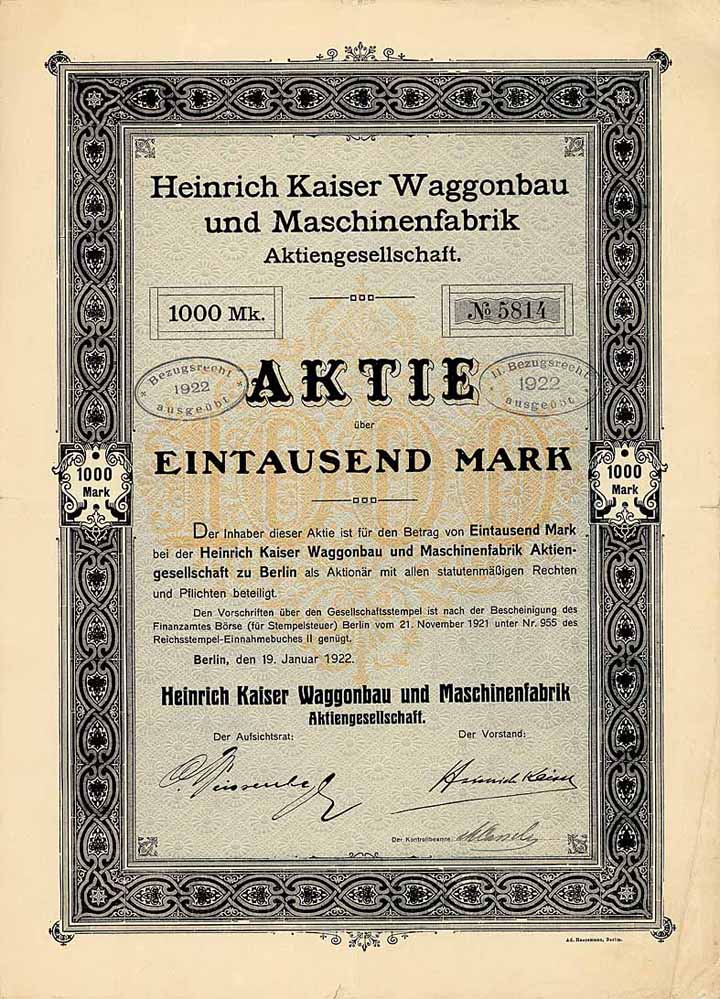 Heinrich Kaiser Waggonbau
und Maschinenfabrik
Aktiengesellschaft.
1000 Mk.
№ 5814
* Bezugsrecht *
1922
ausgeübt
AKTIE
II. Bezugsrecht
1922
ausgeübt
über
EINTAUSEND MARK
1000
Mark
1000
Mark
Der Inhaber dieser Aktie ist für den Betrag von Eintausend Mark
bei der Heinrich Kaiser Waggonbau und Maschinenfabrik Aktien-
gesellschaft zu Berlin als Aktionär mit allen statutenmäßigen Rechten
und Pflichten beteiligt.
Den Vorschriften über den Gesellschaftsstempel ist nach der Bescheinigung des
Finanzamtes Börse (für Stempelsteuer) Berlin vom 21. November 1921 unter Nr. 955 des
Reichsstempel-Einnahmebuches II genügt.
Berlin, den 19. Januar 1922.
Heinrich Kaiser Waggonbau und Maschinenfabrik
Aktiengesellschaft.
Der Aufsichtsrat:
Der Vorstand:
Heinrich Kaiser
Der Kontrollbeamte:
Berlin.